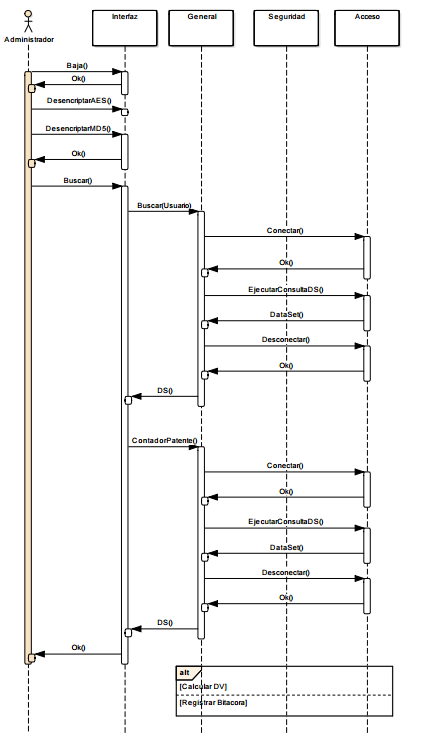 Interfaz General Seguridad Acceso
Administrador
Baja()
Ok()
DesencriptarAES()
DesencriptarMD5()
Ok()
Buscar()
Buscar(Usuario)
Conectar()
Ok()
EjecutarConsultaDS()
DataSet()
Desconectar()
Ok()
DS()
ContadorPatente()
Conectar()
Ok()
EjecutarConsultaDS()
DataSet()
Desconectar()
Ok()
DS()
Ok()
alt
[Calcular DV]
[Registrar Bitacora]